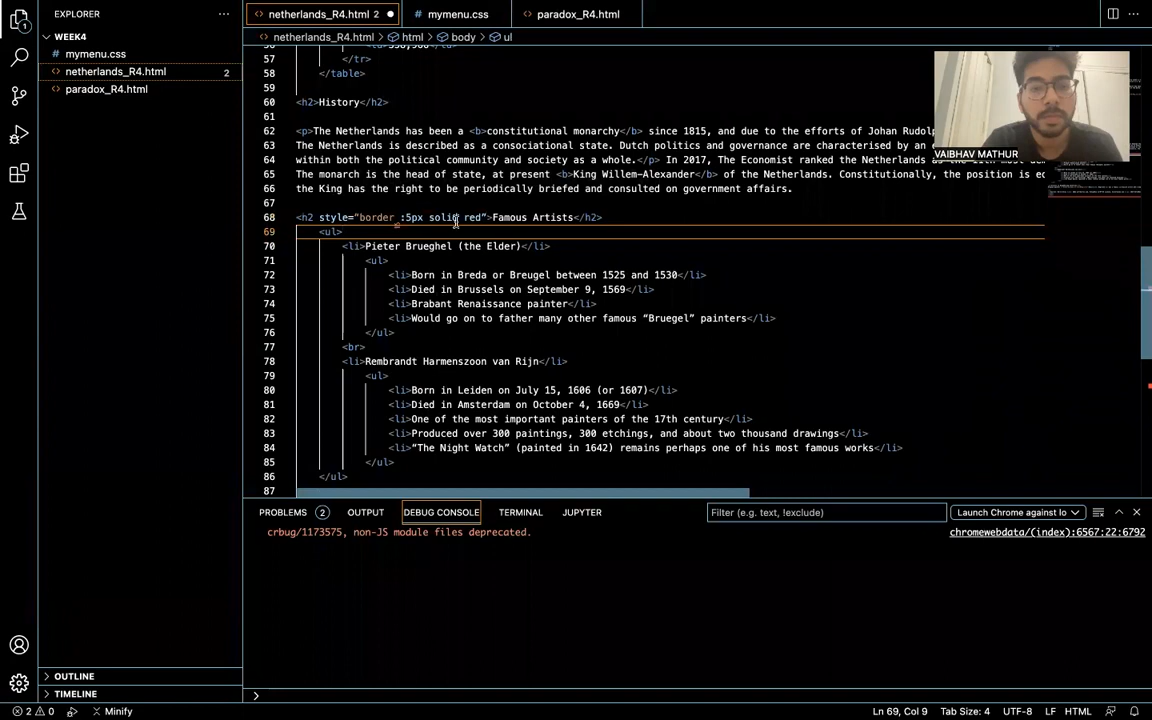 EXPLORER
netherlands_R4.html 2
mymenu.css
paradox_R4.html
1
WEEK4
mymenu.css
netherlands_R4.html 2
paradox_R4.html
netherlands_R4.html > html > body > ul
57 </tr>
58 </table>
59
60 <h2>History</h2>
61
62 <p>The Netherlands has been a <b>constitutional monarchy</b> since 1815, and due to the efforts of Johan Rudolp
63 The Netherlands is described as a consociational state. Dutch politics and governance are characterised by an
64 within both the political community and society as a whole.</p> In 2017, The Economist ranked the Netherlands as
65 The monarch is the head of state, at present <b>King Willem-Alexander</b> of the Netherlands. Constitutionally, the position is eq
66 the King has the right to be periodically briefed and consulted on government affairs.
67
68 <h2 style=“border :5px solid red”>Famous Artists</h2>
69 <ul>
70 <li>Pieter Brueghel (the Elder)</li>
71 <ul>
72 <li>Born in Breda or Breugel between 1525 and 1530</li>
73 <li>Died in Brussels on September 9, 1569</li>
74 <li>Brabant Renaissance painter</li>
75 <li>Would go on to father many other famous “Bruegel” painters</li>
76 </ul>
77 <br>
78 <li>Rembrandt Harmenszoon van Rijn</li>
79 <ul>
80 <li>Born in Leiden on July 15, 1606 (or 1607)</li>
81 <li>Died in Amsterdam on October 4, 1669</li>
82 <li>One of the most important painters of the 17th century</li>
83 <li>Produced over 300 paintings, 300 etchings, and about two thousand drawings</li>
84 <li>“The Night Watch” (painted in 1642) remains perhaps one of his most famous works</li>
85 </ul>
86 </ul>
87
VAIBHAV MATHUR
PROBLEMS 2 OUTPUT DEBUG CONSOLE TERMINAL JUPYTER
Filter (e.g. text, !exclude)
Launch Chrome against lo
crbug/1173575, non-JS module files deprecated.
chromewebdata/(index):6567:22:6792
OUTLINE
TIMELINE
2 0 Minify
Ln 69, Col 9 Tab Size: 4 UTF-8 LF HTML